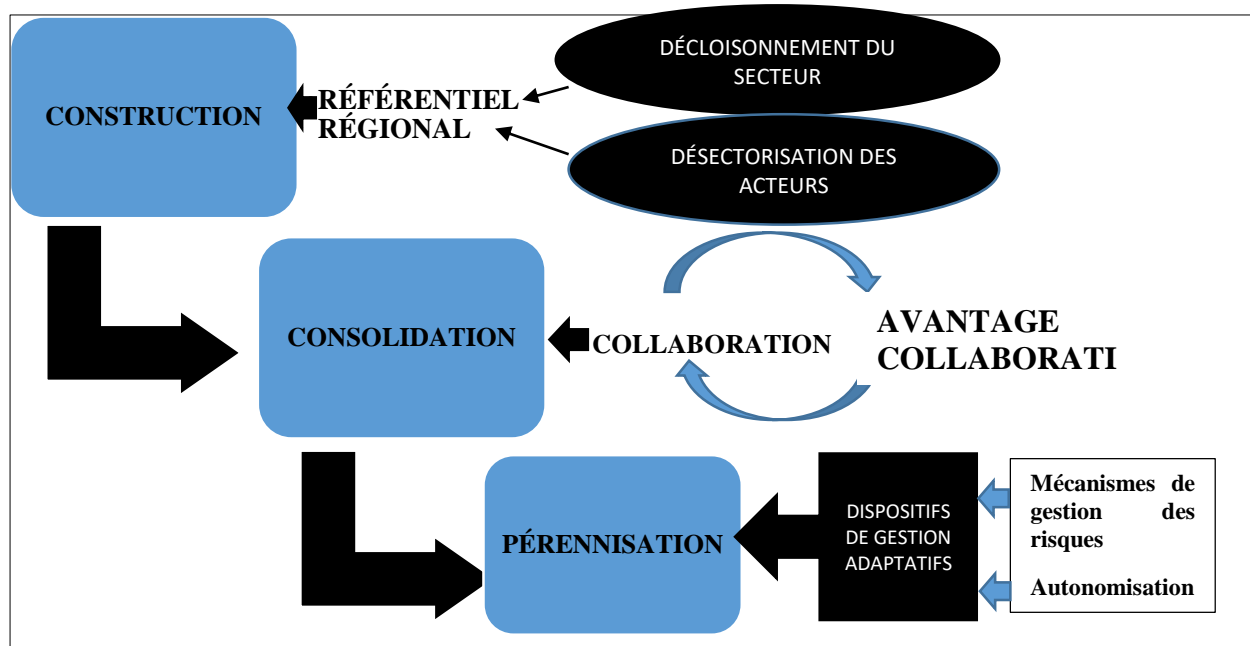 DÉCLOISONNEMENT DU
SECTEUR
CONSTRUCTION
RÉFÉRENTIEL
RÉGIONAL
DÉSECTORISATION DES
ACTEURS
CONSOLIDATION
COLLABORATION
AVANTAGE
COLLABORATI
PÉRENNISATION
DISPOSITIFS
DE GESTION
ADAPTATIFS
Mécanismes de
gestion des
risques
Autonomisation